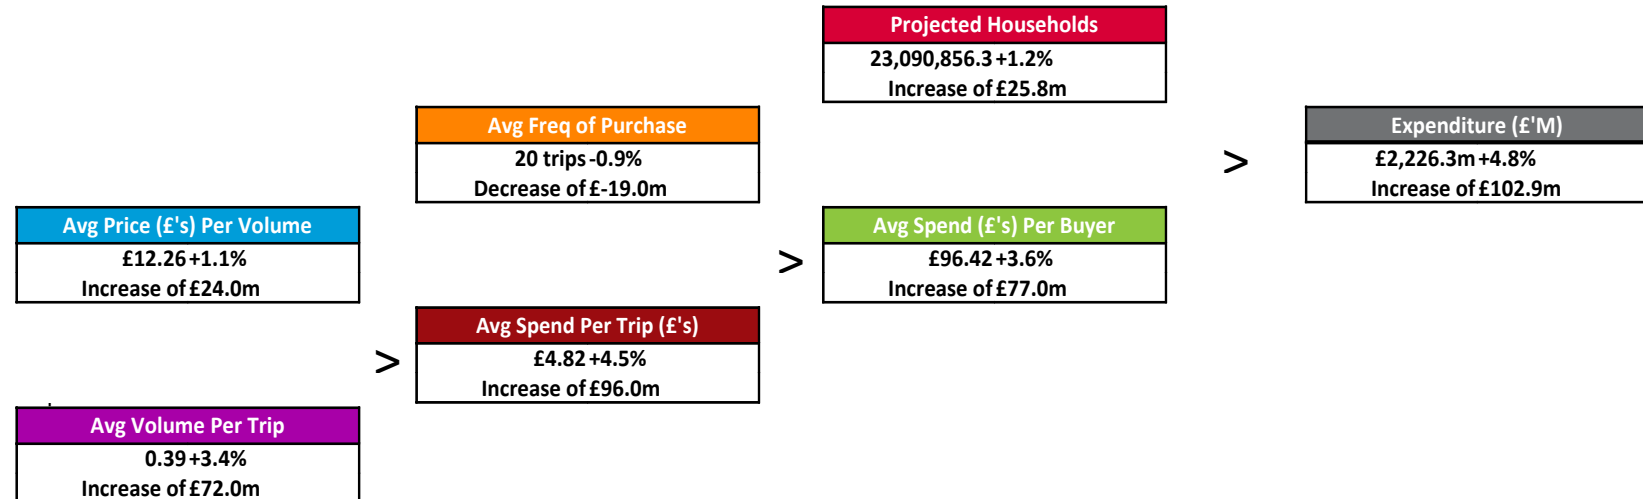 Projected Households
23,090,856.3 +1.2%
Increase of £25.8m
Avg Freq of Purchase
20 trips -0.9%
Decrease of £-19.0m
>
Expenditure (£'M)
£2,226.3m +4.8%
Increase of £102.9m
Avg Price (£'s) Per Volume
£12.26 +1.1%
Increase of £24.0m
>
Avg Spend (£'s) Per Buyer
£96.42 +3.6%
Increase of £77.0m
>
Avg Spend Per Trip (£'s)
£4.82 +4.5%
Increase of £96.0m
Avg Volume Per Trip
0.39 +3.4%
Increase of £72.0m